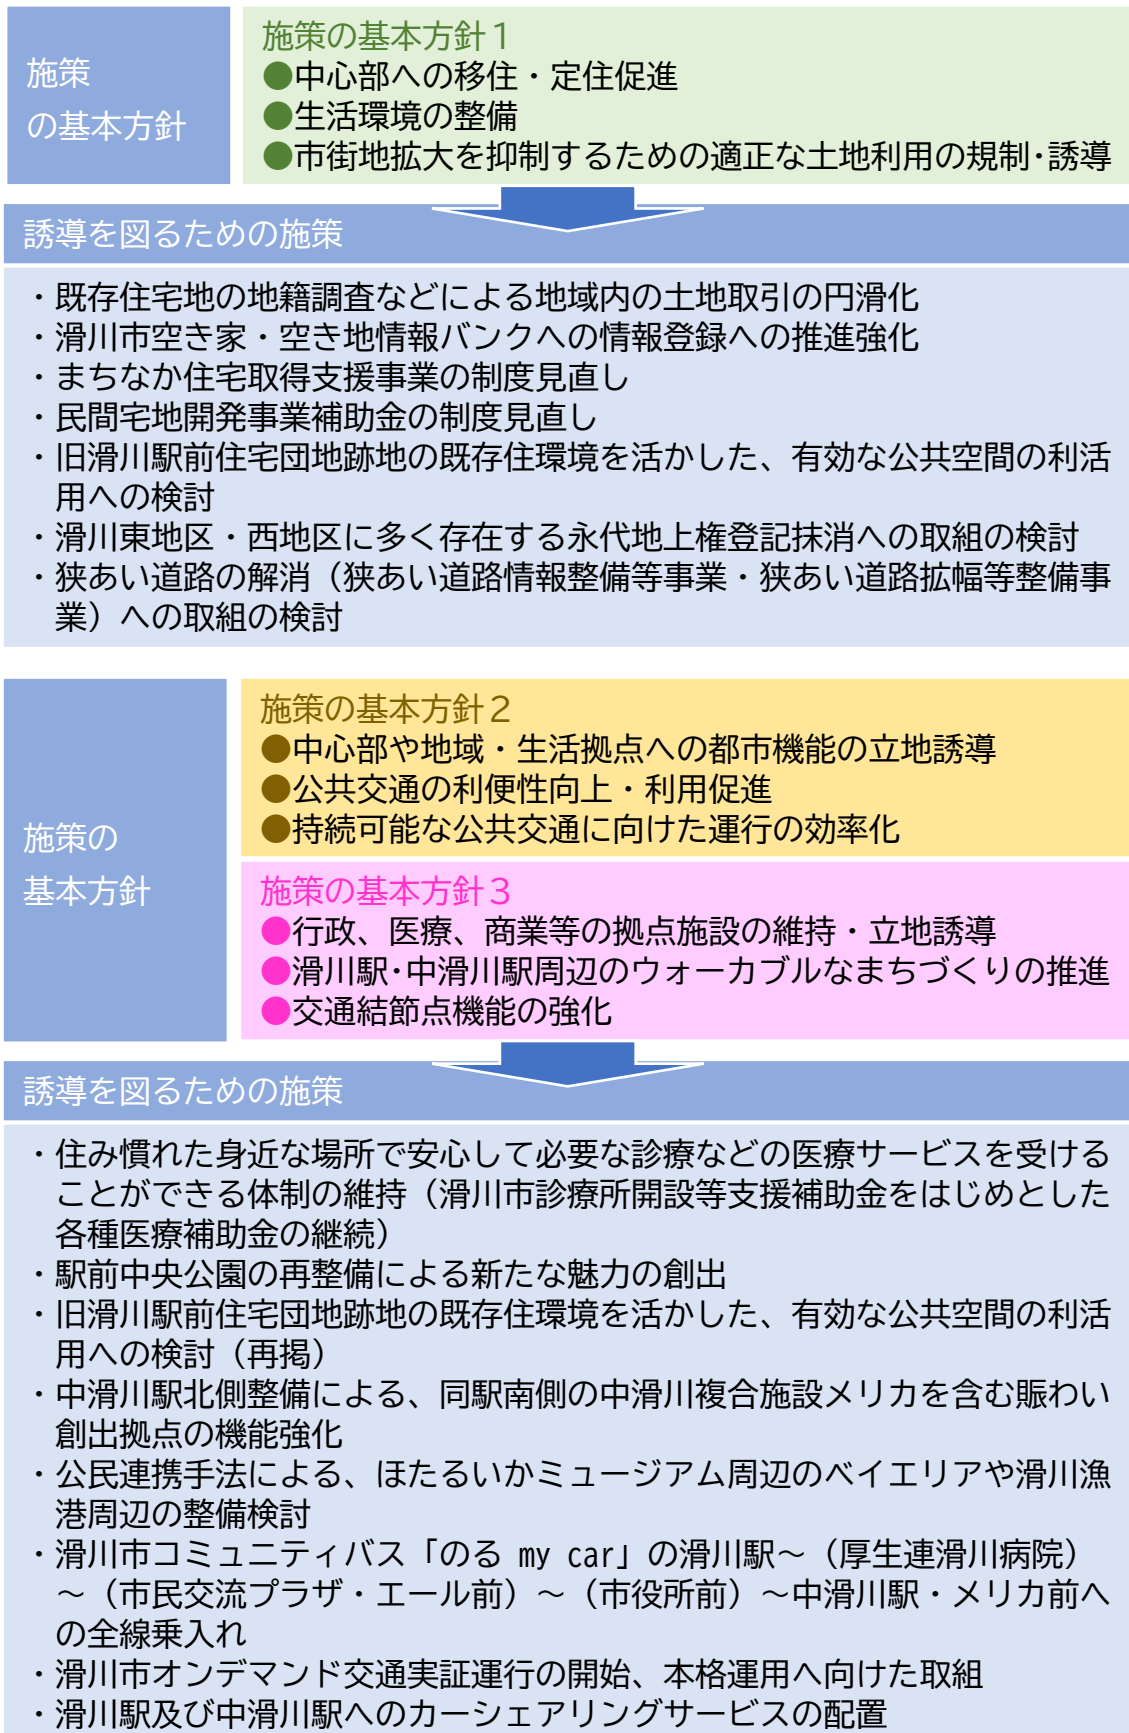 施策
の基本方針
施策の基本方針１
●中心部への移住・定住促進
●生活環境の整備
●市街地拡大を抑制するための適正な土地利用の規制･誘導
誘導を図るための施策
・既存住宅地の地籍調査などによる地域内の土地取引の円滑化
・滑川市空き家・空き地情報バンクへの情報登録への推進強化
・まちなか住宅取得支援事業の制度見直し
・民間宅地開発事業補助金の制度見直し
・旧滑川駅前住宅団地跡地の既存住環境を活かした、有効な公共空間の利活
用への検討
・滑川東地区・西地区に多く存在する永代地上権登記抹消への取組の検討
・狭あい道路の解消（狭あい道路情報整備等事業・狭あい道路拡幅等整備事
業）への取組の検討
施策の
基本方針
施策の基本方針２
●中心部や地域・生活拠点への都市機能の立地誘導
●公共交通の利便性向上・利用促進
●持続可能な公共交通に向けた運行の効率化
施策の基本方針３
●行政、医療、商業等の拠点施設の維持・立地誘導
●滑川駅･中滑川駅周辺のウォーカブルなまちづくりの推進
●交通結節点機能の強化
誘導を図るための施策
・住み慣れた身近な場所で安心して必要な診療などの医療サービスを受ける
ことができる体制の維持（滑川市診療所開設等支援補助金をはじめとした
各種医療補助金の継続）
・駅前中央公園の再整備による新たな魅力の創出
・旧滑川駅前住宅団地跡地の既存住環境を活かした、有効な公共空間の利活
用への検討（再掲）
・中滑川駅北側整備による、同駅南側の中滑川複合施設メリカを含む賑わい
創出拠点の機能強化
・公民連携手法による、ほたるいかミュージアム周辺のベイエリアや滑川漁
港周辺の整備検討
・滑川市コミュニティバス「のる my car」の滑川駅～（厚生連滑川病院）
～（市民交流プラザ・エール前）～（市役所前）～中滑川駅・メリカ前へ
の全線乗入れ
・滑川市オンデマンド交通実証運行の開始、本格運用へ向けた取組
・滑川駅及び中滑川駅へのカーシェアリングサービスの配置